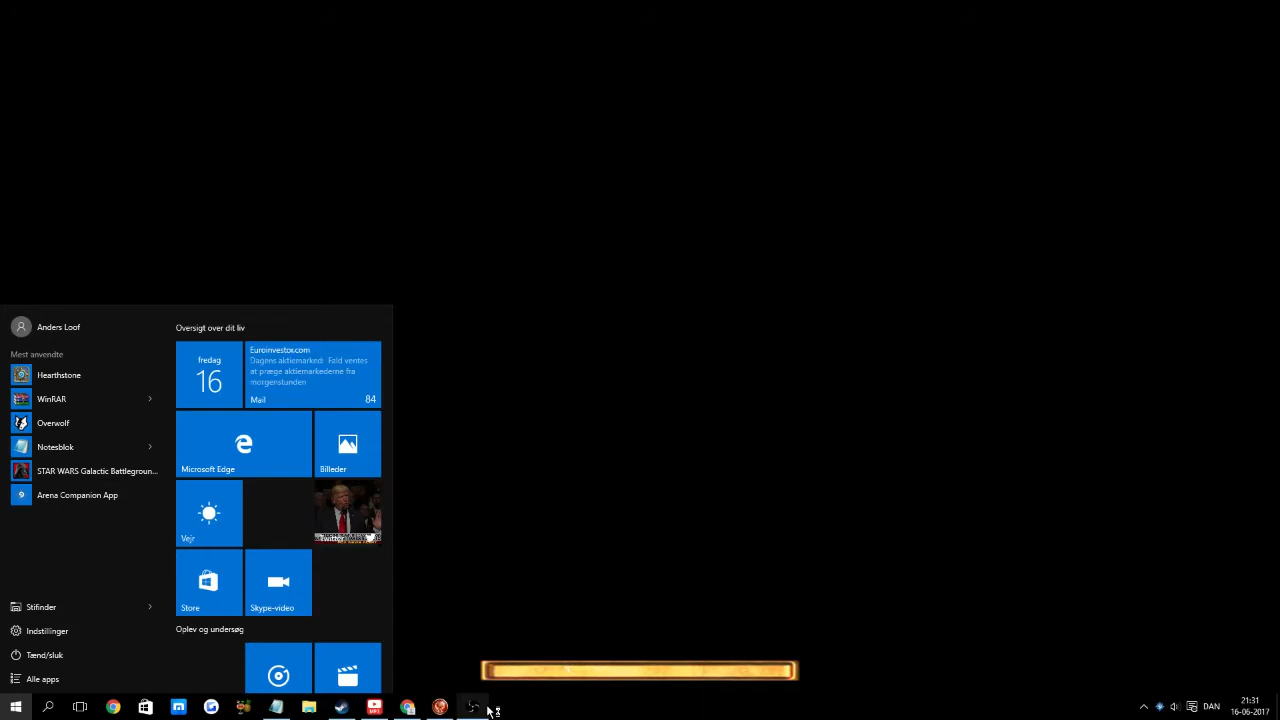 Anders Loof
Mest anvendte
Hearthstone
WinRAR
Overwolf
Notesblok
STAR WARS Galactic Battlegroun...
Arena Companion App
Stifinder
Indstillinger
Tænd/sluk
Alle apps
Oversigt over dit liv
fredag
16
Euroinvestor.com
Dagens aktiemarked: Fald ventes
at præge aktiemarkederne fra
morgenstunden
Mail 84
Microsoft Edge
Billeder
Vejr
Twitter
Store
Skype-video
Oplev og undersøg
MP3
DAN
21:31
16-06-2017